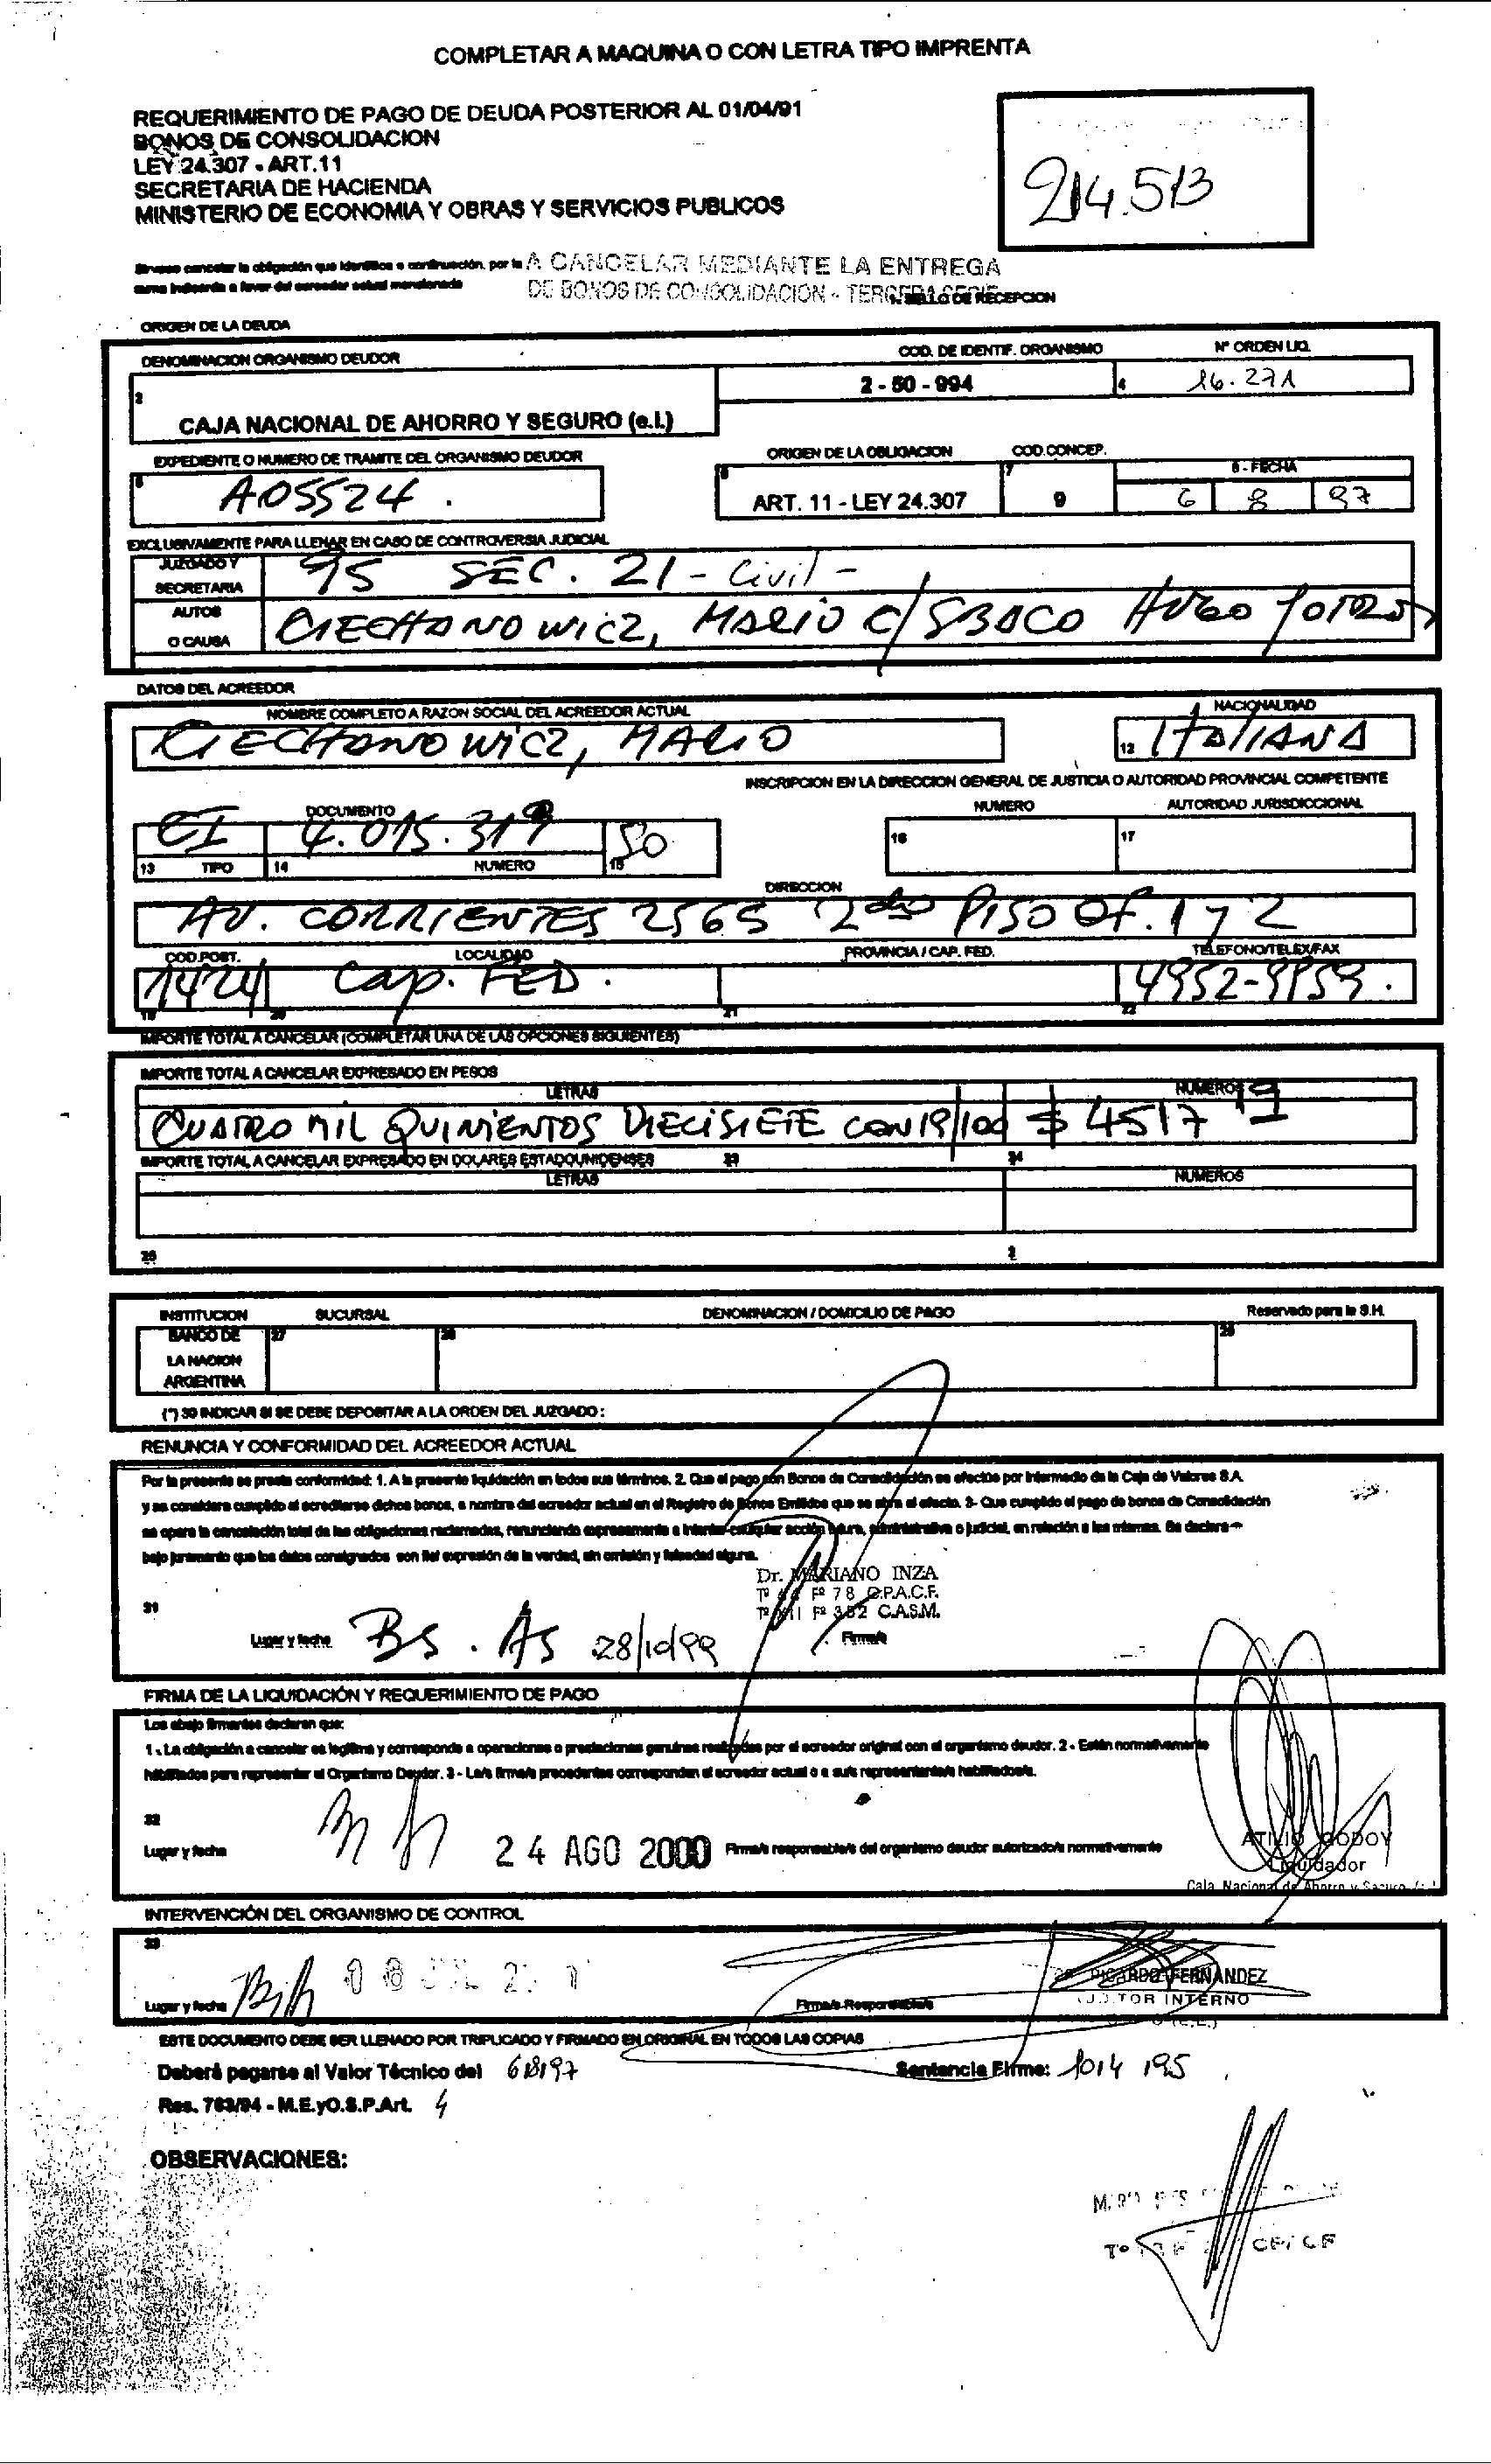 COMPLETAR A MAQUINA O CON LETRA TIPO IMPRENTA
REQUERIMIENTO DE PAGO DE DEUDA POSTERIOR AL 01/04/91
BONOS DE CONSOLIDACION
LEY 24.307 - ART.11
SECRETARIA DE HACIENDA
MINISTERIO DE ECONOMIA Y OBRAS Y SERVICIOS PUBLICOS
214.513
Sírvase cancelar la obligación que identifica a continuación, por la
suma indicada a favor del acreedor actual mencionado
A CANCELAR MEDIANTE LA ENTREGA
DE BONOS DE CONSOLIDACION - TERCERA SERIE
SELLO DE RECEPCION
ORIGEN DE LA DEUDA
DENOMINACION ORGANISMO DEUDOR
COD. DE IDENTIF. ORGANISMO
N° ORDEN LIQ.
2
CAJA NACIONAL DE AHORRO Y SEGURO (e.l.)
2 - 50 - 994
4 16.271
EXPEDIENTE O NUMERO DE TRAMITE DEL ORGANISMO DEUDOR
ORIGEN DE LA OBLIGACION
COD.CONCEP.
8 - FECHA
A05524.
ART. 11 - LEY 24.307
7
9
6 8 97
EXCLUSIVAMENTE PARA LLENAR EN CASO DE CONTROVERSIA JUDICIAL
JUZGADO Y
SECRETARIA
95 SEC. 21 - Civil -
AUTOS
O CAUSA
CIECHANOWICZ, MARIO C/ SBACO HUGO
DATOS DEL ACREEDOR
NOMBRE COMPLETO A RAZON SOCIAL DEL ACREEDOR ACTUAL
NACIONALIDAD
CIECHANOWICZ, MARIO
12 ITALIANA
INSCRIPCION EN LA DIRECCION GENERAL DE JUSTICIA O AUTORIDAD PROVINCIAL COMPETENTE
DOCUMENTO
NUMERO
AUTORIDAD JURISDICCIONAL
CI 4.015.319
16
17
13 TIPO 14 NUMERO 15
DIRECCION
AV. CORRIENTES 2565 2do PISO OF. 1 y 2
COD.POST.
LOCALIDAD
PROVINCIA / CAP. FED.
TELEFONO/TELEX/FAX
1424 Cap. FED.
4952-9959.
19 20 21 22
IMPORTE TOTAL A CANCELAR (COMPLETAR UNA DE LAS OPCIONES SIGUIENTES)
IMPORTE TOTAL A CANCELAR EXPRESADO EN PESOS
LETRAS
NUMEROS
CUATRO MIL QUINIENTOS DIECISIETE CON 19/100 $ 4517 19
IMPORTE TOTAL A CANCELAR EXPRESADO EN DOLARES ESTADOUNIDENSES 23 24
LETRAS
NUMEROS
INSTITUCION
SUCURSAL
DENOMINACION / DOMICILIO DE PAGO
Reservado para la S.H.
BANCO DE
LA NACION
ARGENTINA
27
28
29
(*) 30 INDICAR SI SE DEBE DEPOSITAR A LA ORDEN DEL JUZGADO:
RENUNCIA Y CONFORMIDAD DEL ACREEDOR ACTUAL
Por la presente se presta conformidad: 1. A la presente liquidación en todos sus términos. 2. Que el pago con Bonos de Consolidación se efectúe por intermedio de la Caja de Valores S.A.
y se considera cumplido al acreditarse dichos bonos, a nombre del acreedor actual en el Registro de Bonos Emitidos que se abra al efecto. 3- Que cumplido el pago de bonos de Consolidación
se opera la cancelación total de las obligaciones reclamadas, renunciando expresamente a intentar cualquier acción futura, administrativa o judicial, en relación a las mismas. Se declara
bajo juramento que los datos consignados son fiel expresión de la verdad, sin omisión y falsedad alguna.
Dr. MARIANO INZA
Fº 78 C.P.A.C.F.
Fº 352 C.A.S.M.
31
Lugar y fecha Bs. As 28/10/99
Firma/s
FIRMA DE LA LIQUIDACIÓN Y REQUERIMIENTO DE PAGO
Los abajo firmantes declaran que:
1 - La obligación a cancelar es legítima y corresponde a operaciones o prestaciones genuinas realizadas por el acreedor original con el organismo deudor. 2 - Están normativamente
habilitados para representar al Organismo Deudor. 3 - La/s firma/s precedentes corresponden al acreedor actual o a su/s representante/s habilitado/s.
32
Lugar y fecha
24 AGO 2000
Firma/s responsable/s del organismo deudor autorizado/s normativamente
ATILIO GODOY
Liquidador
Caja Nacional de Ahorro y Seguro
INTERVENCIÓN DEL ORGANISMO DE CONTROL
33
Lugar y fecha
Firma/s Responsable/s
RICARDO FERNANDEZ
AUDITOR INTERNO
ESTE DOCUMENTO DEBE SER LLENADO POR TRIPLICADO Y FIRMADO EN ORIGINAL EN TODOS LAS COPIAS
Deberá pagarse al Valor Técnico del 6/8/97
Sentencia Firme: 10/4/95
Res. 763/94 - M.E.yO.S.P.Art. 4
OBSERVACIONES: